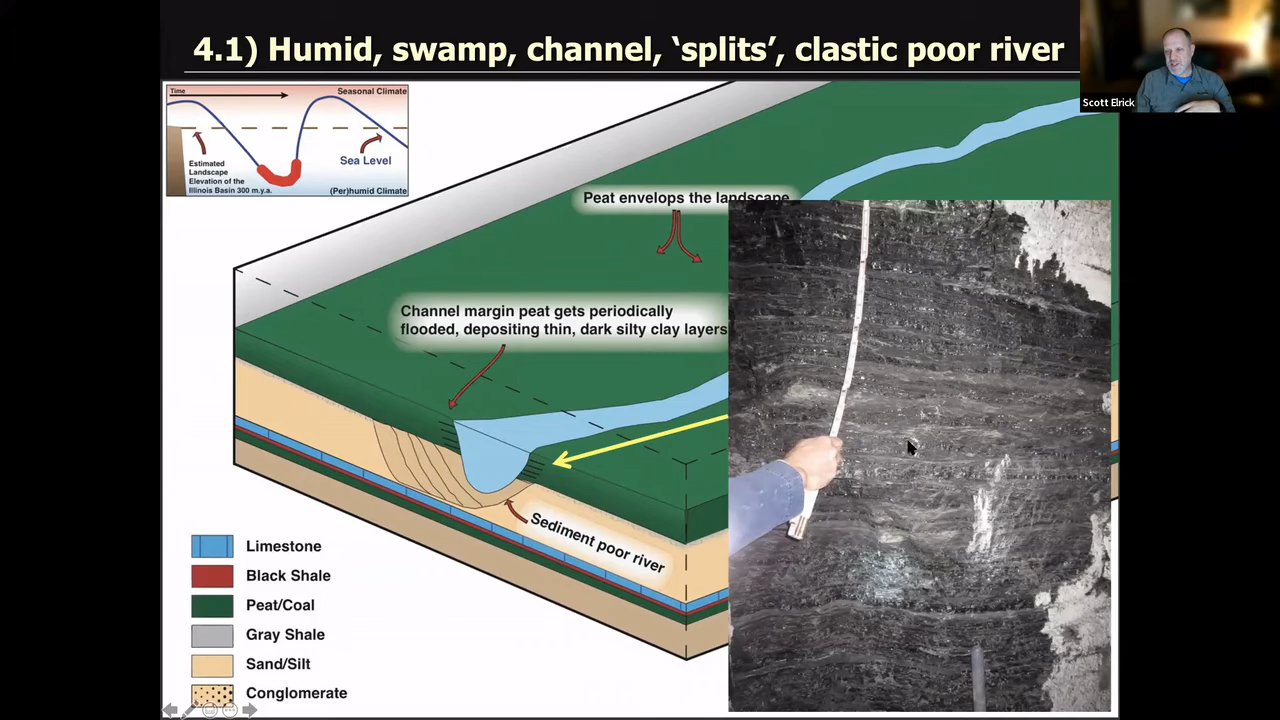 4.1) Humid, swamp, channel, ‘splits’, clastic poor river
Scott Elrick
Time
Seasonal Climate
Estimated
Landscape
Elevation of the
Illinois Basin 300 m.y.a.
Sea Level
(Per)humid Climate
Peat envelops the landscape
Channel margin peat gets periodically
flooded, depositing thin, dark silty clay layers
Sediment poor river
Limestone
Black Shale
Peat/Coal
Gray Shale
Sand/Silt
Conglomerate